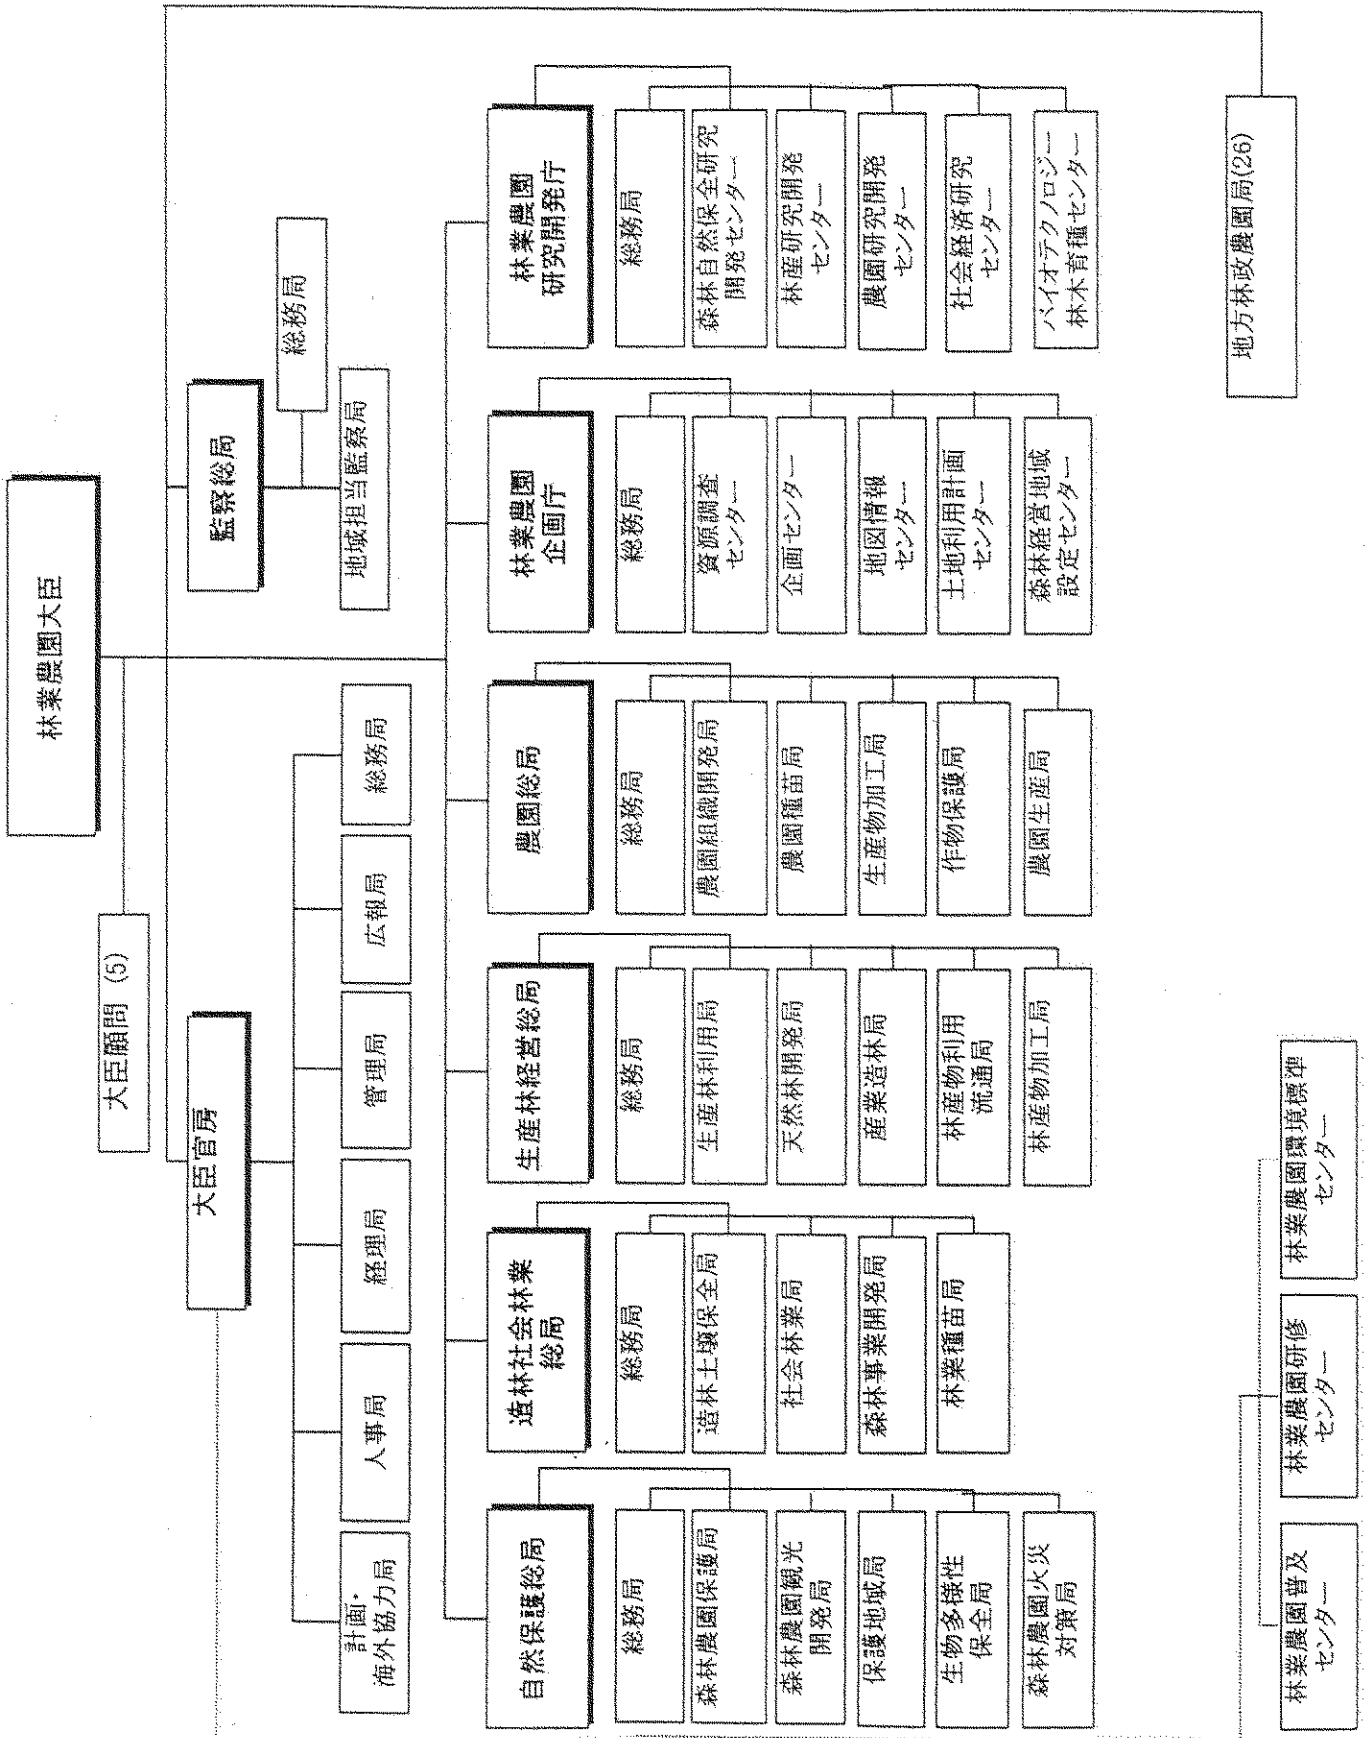 林業農園大臣
大臣顧問 (5)
大臣官房
計画・
海外協力局
人事局
経理局
管理局
広報局
総務局
監察総局
総務局
地域担当監察局
自然保護総局
総務局
森林農園保護局
森林農園観光
開発局
保護地域局
生物多様性
保全局
森林農園火災
対策局
造林社会林業
総局
総務局
造林土壌保全局
社会林業局
森林事業開発局
林業種苗局
生産林経営総局
総務局
生産林利用局
天然林開発局
産業造林局
林産物利用
流通局
林産物加工局
農園総局
総務局
農園組織開発局
農園種苗局
生産物加工局
作物保護局
農園生産局
林業農園
企画庁
総務局
資源調査
センター
企画センター
地図情報
センター
土地利用計画
センター
森林経営地域
設定センター
林業農園
研究開発庁
総務局
森林自然保全研究
開発センター
林産研究開発
センター
農園研究開発
センター
社会経済研究
センター
バイオテクノロジー
林木育種センター
林業農園普及
センター
林業農園研修
センター
林業農園環境標準
センター
地方林政農園局(26)